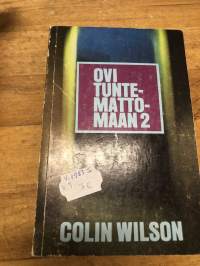 OVI
TUNTE-
MATTO-
MAAN 2
COLIN WILSON